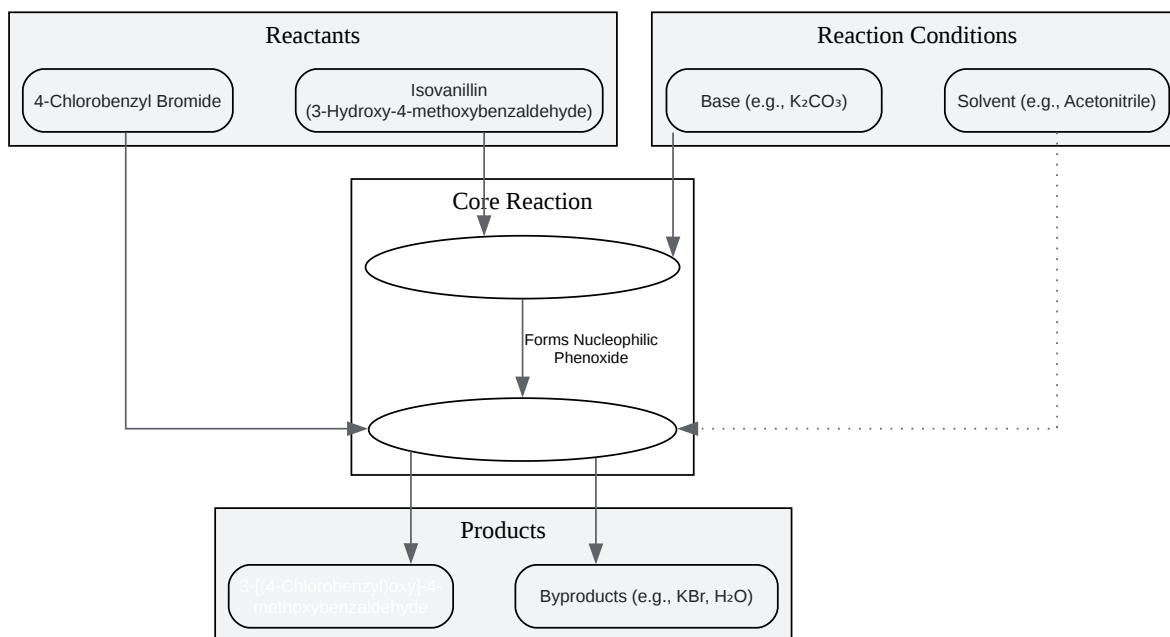 Reactants
Reaction Conditions
4-Chlorobenzyl Bromide
Isovanillin
(3-Hydroxy-4-methoxybenzaldehyde)
Base (e.g., K₂CO₃)
Solvent (e.g., Acetonitrile)
Core Reaction
Forms Nucleophilic
Phenoxide
Products
3-[(4-Chlorobenzyl)oxy]-4-
methoxybenzaldehyde
Byproducts (e.g., KBr, H₂O)